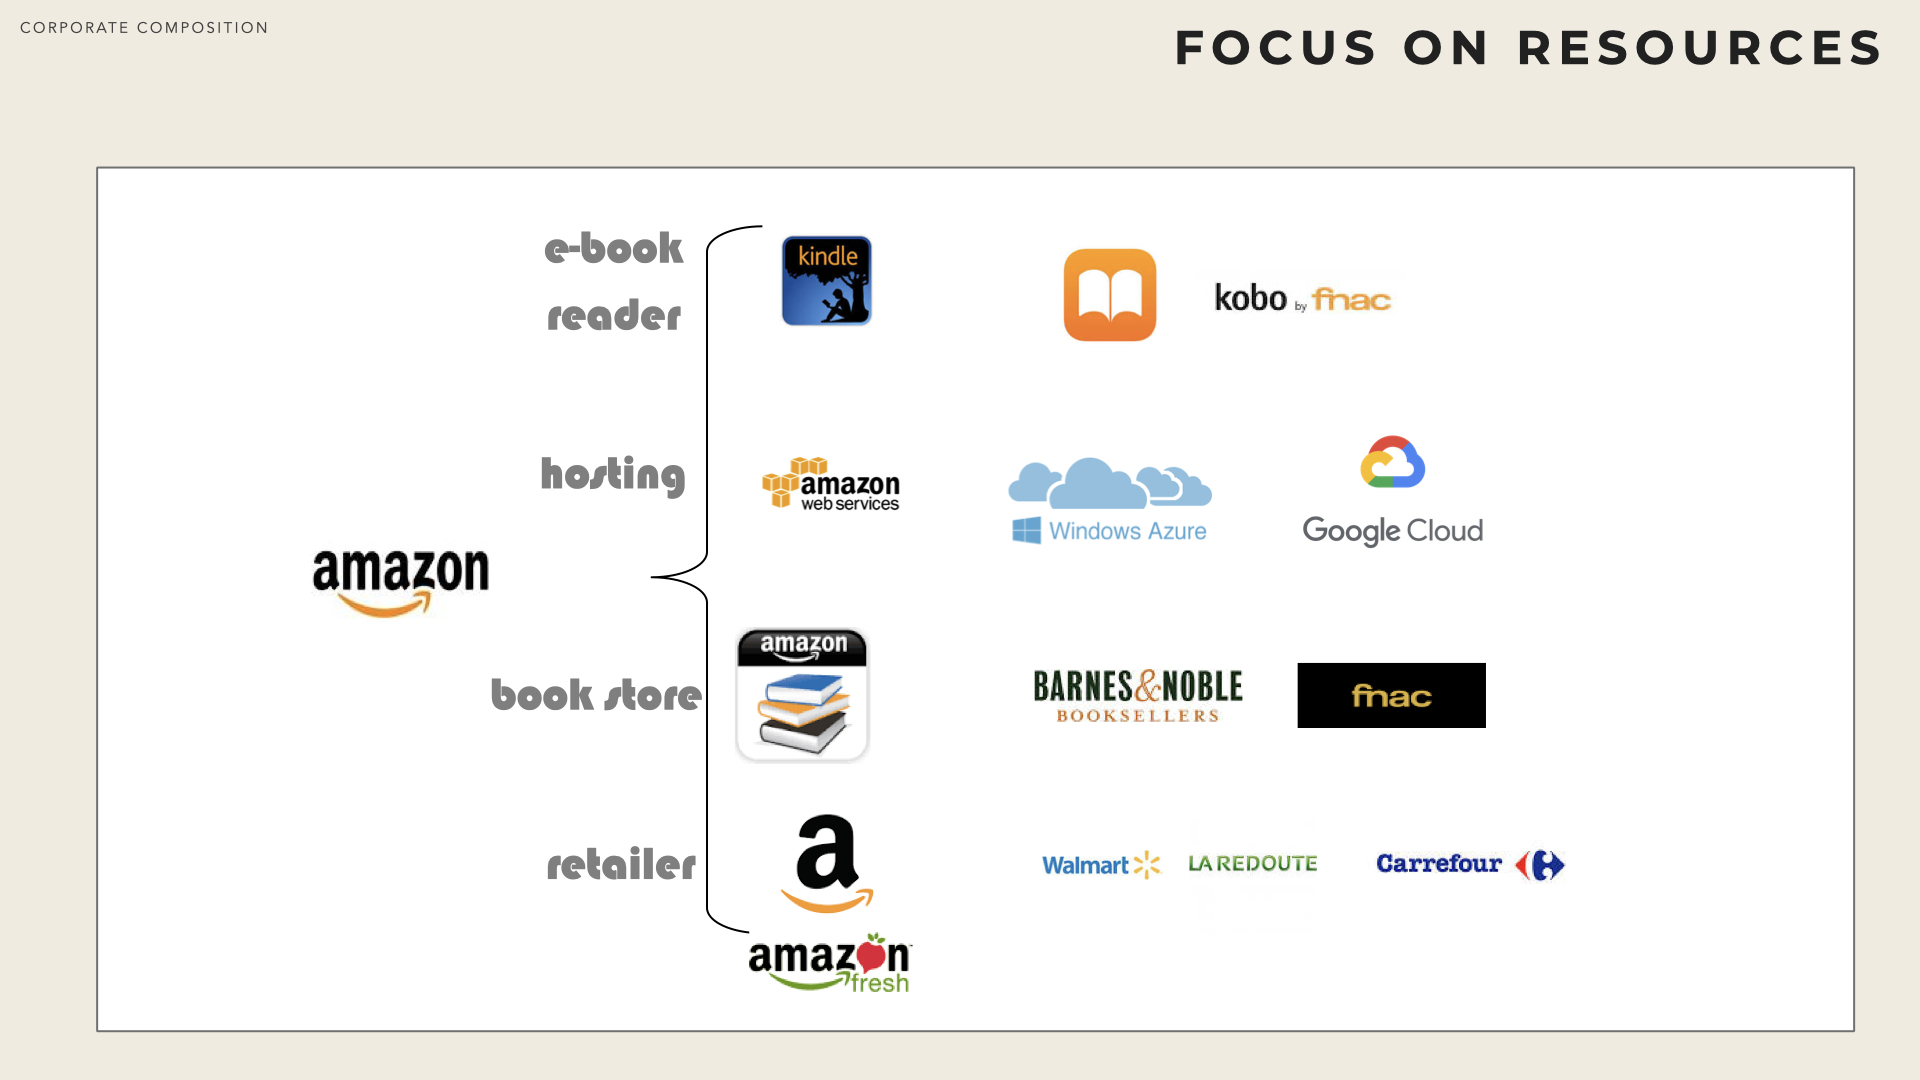 CORPORATE COMPOSITION
FOCUS ON RESOURCES
e-book
reader
kindle
kobo by fnac
hosting
amazon
web services
Windows Azure
Google Cloud
amazon
book store
amazon
BARNES&NOBLE
BOOKSELLERS
fnac
retailer
a
Walmart
LA REDOUTE
Carrefour
amazon
fresh